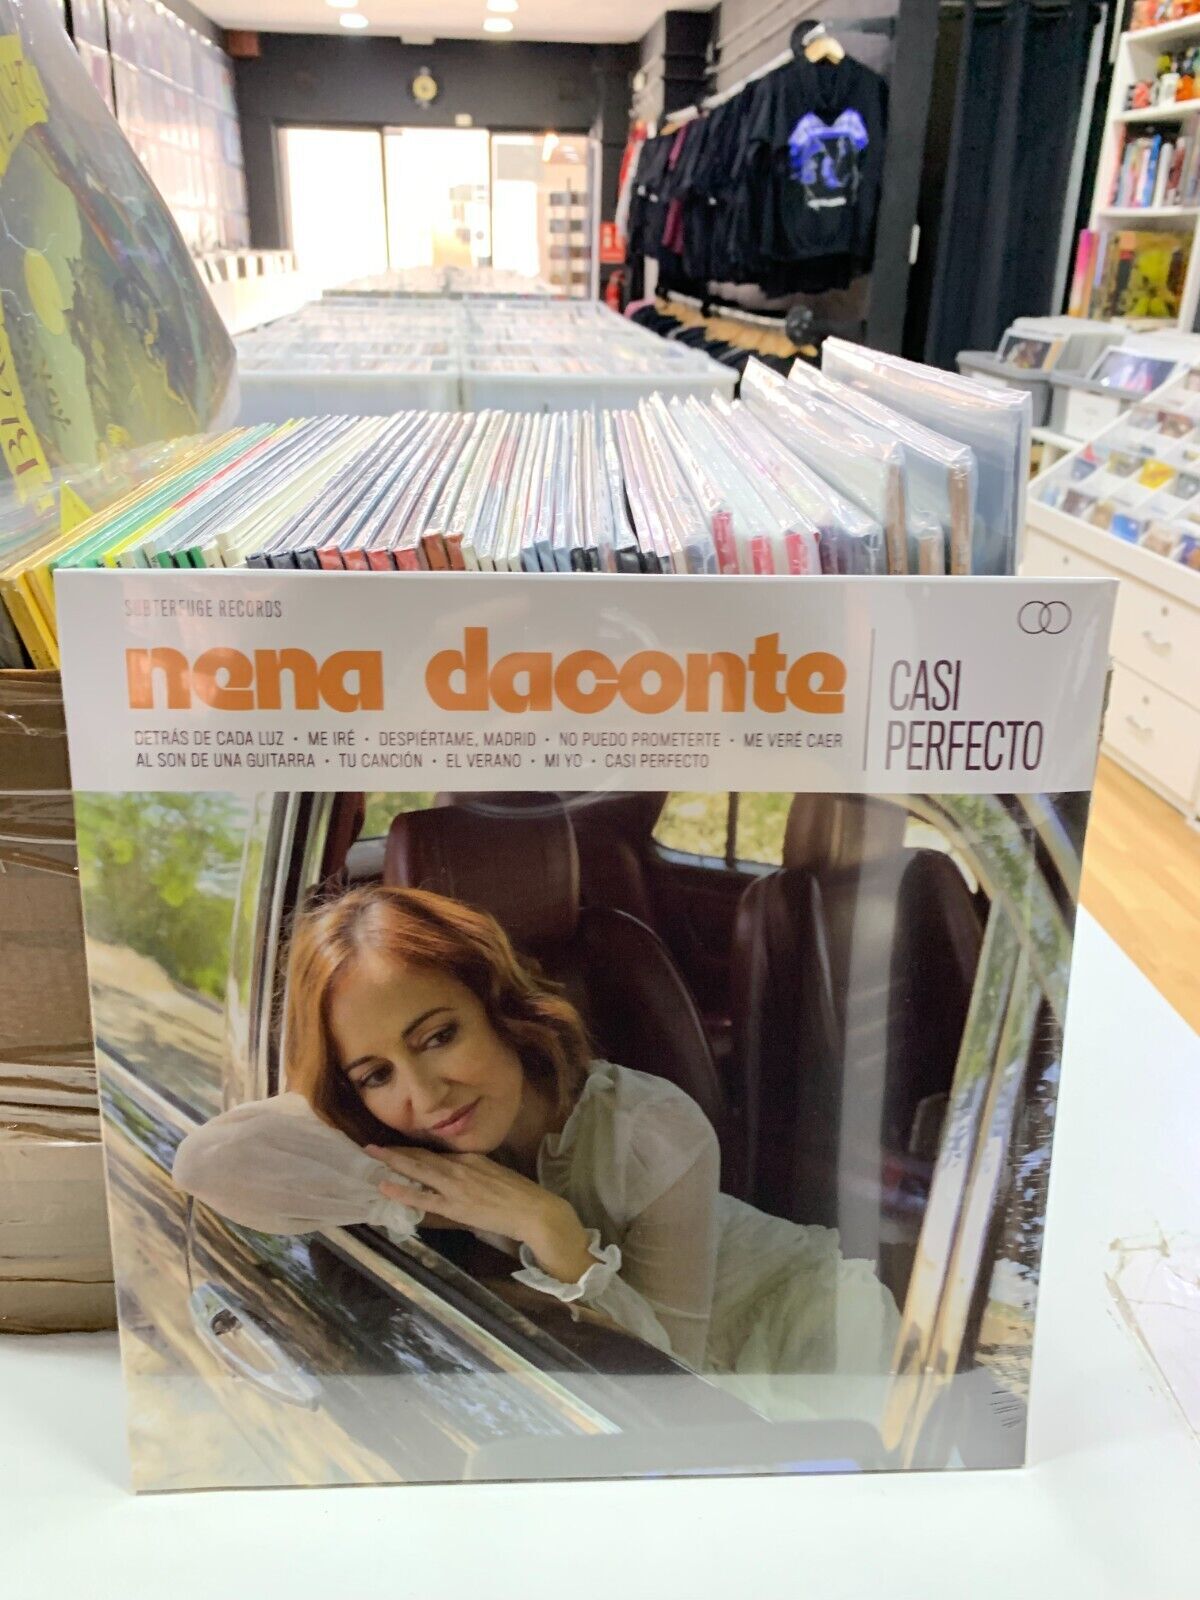 SUBTERFUGE RECORDS
nena daconte
CASI
PERFECTO
DETRÁS DE CADA LUZ • ME IRÉ • DESPIÉRTAME, MADRID • NO PUEDO PROMETERTE • ME VERÉ CAER
AL SON DE UNA GUITARRA • TU CANCIÓN • EL VERANO • MI YO • CASI PERFECTO